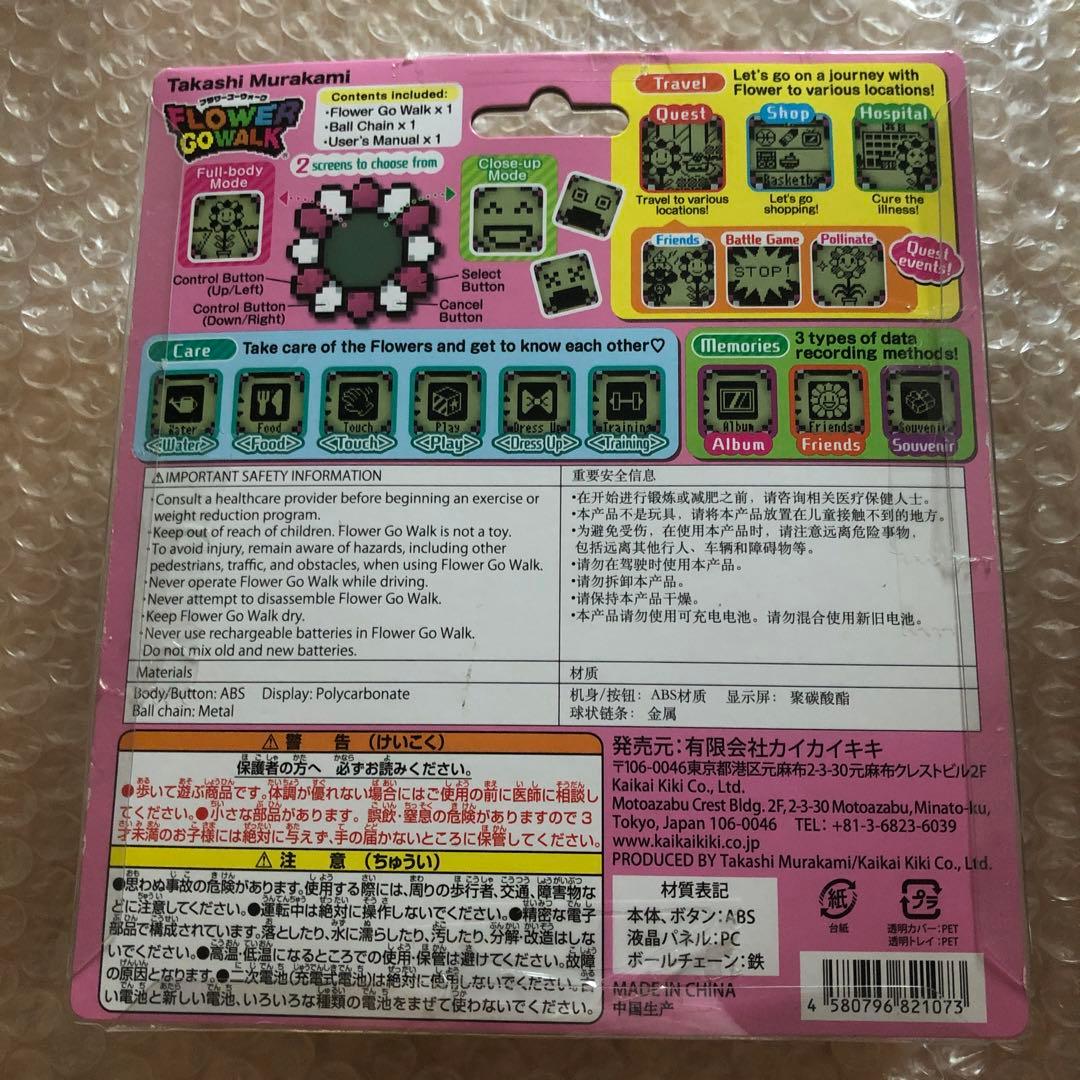 Takashi Murakami
フラワーゴーウォーク
FLOWER
GO WALK
Contents included:
・Flower Go Walk × 1
・Ball Chain × 1
・User's Manual × 1
2 screens to choose from
Full-body
Mode
Close-up
Mode
Control Button
(Up/Left)
Control Button
(Down/Right)
Select
Button
Cancel
Button
Travel
Let's go on a journey with
Flower to various locations!
Quest
Shop
Hospital
Basketba
Travel to various
locations!
Let's go
shopping!
Cure the
illness!
Friends
Battle Game
Pollinate
STOP!
Quest
events!
Care
Take care of the Flowers and get to know each other♡
Water
Food
Touch
Play
Dress Up
Training
<Water>
<Food>
<Touch>
<Play>
<Dress Up>
<Training>
Memories
3 types of data
recording methods!
Album
Friends
Souvenir
Album
Friends
Souvenir
⚠IMPORTANT SAFETY INFORMATION
・Consult a healthcare provider before beginning an exercise or
weight reduction program.
・Keep out of reach of children. Flower Go Walk is not a toy.
・To avoid injury, remain aware of hazards, including other
pedestrians, traffic, and obstacles, when using Flower Go Walk.
・Never operate Flower Go Walk while driving.
・Never attempt to disassemble Flower Go Walk.
・Keep Flower Go Walk dry.
・Never use rechargeable batteries in Flower Go Walk.
Do not mix old and new batteries.
重要安全信息
•在开始进行锻炼或减肥之前，请咨询相关医疗保健人士。
•本产品不是玩具，请将本产品放置在儿童接触不到的地方。
•为避免受伤，在使用本产品时，请注意远离危险事物，
包括远离其他行人、车辆和障碍物等。
•请勿在驾驶时使用本产品。
•请勿拆卸本产品。
•请保持本产品干燥。
•本产品请勿使用可充电电池。请勿混合使用新旧电池。
Materials
Body/Button: ABS Display: Polycarbonate
Ball chain: Metal
材质
机身/按钮: ABS材质 显示屏: 聚碳酸酯
球状链条: 金属
⚠警 告 (けいこく)
保護者の方へ 必ずお読みください。
●歩いて遊ぶ商品です。体調が優れない場合にはご使用の前に医師に相談し
てください。●小さな部品があります。誤飲・窒息の危険がありますので3
才未満のお子様には絶対に与えず、手の届かないところに保管してください。
⚠注 意 (ちゅうい)
●思わぬ事故の危険があります。使用する際には、周りの歩行者、交通、障害物な
どに注意してください。●運転中は絶対に操作しないでください。●精密な電子
部品で構成されています。落としたり、水に濡らしたり、汚したり、分解・改造はしな
いでください。●高温・低温になるところでの使用・保管は避けてください。故障
の原因となります。●二次電池(充電式電池)は絶対に使用しないでください。古
い電池と新しい電池、いろいろな種類の電池をまぜて使わないでください。
発売元：有限会社カイカイキキ
〒106-0046東京都港区元麻布2-3-30元麻布クレストビル2F
Kaikai Kiki Co., Ltd.
Motoazabu Crest Bldg. 2F, 2-3-30 Motoazabu, Minato-ku,
Tokyo, Japan 106-0046 TEL: +81-3-6823-6039
www.kaikaikiki.co.jp
PRODUCED BY Takashi Murakami/Kaikai Kiki Co., Ltd.
材質表記
本体、ボタン：ABS
液晶パネル：PC
ボールチェーン：鉄
紙
台紙
プラ
透明カバー：PET
透明トレイ：PET
MADE IN CHINA
中国生产
4 580796 821073